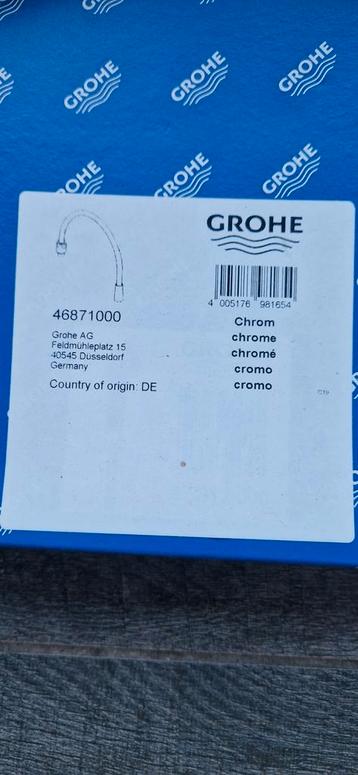 GROHE
GROHE
GROHE
GROHE
GROHE
GROHE
GROHE
4 005176 981654
46871000
Grohe AG
Feldmühleplatz 15
40545 Düsseldorf
Germany
Country of origin: DE
Chrom
chrome
chromé
cromo
cromo